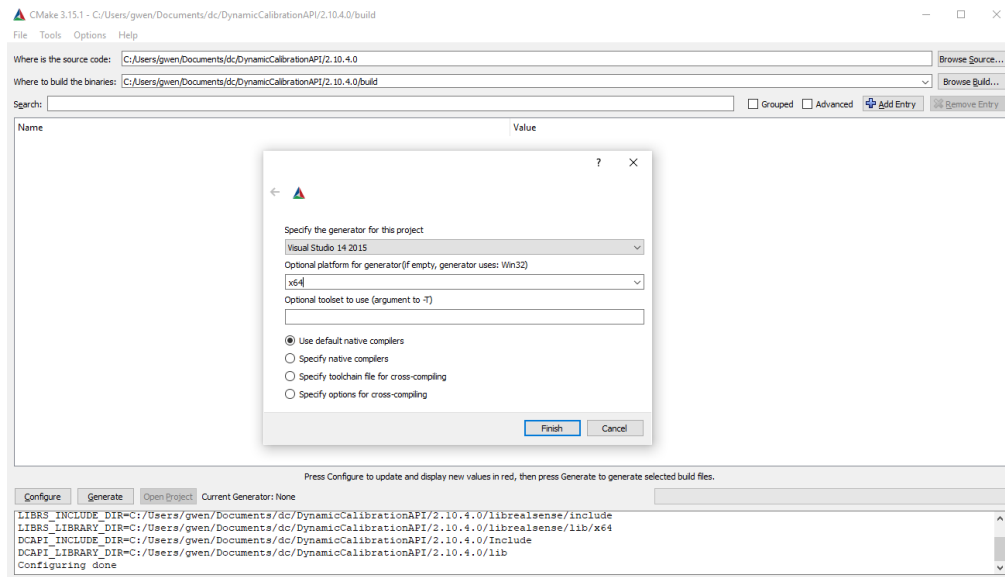 CMake 3.15.1 - C:/Users/gwen/Documents/dc/DynamicCalibrationAPI/2.10.4.0/build
File Tools Options Help
Where is the source code: C:/Users/gwen/Documents/dc/DynamicCalibrationAPI/2.10.4.0 Browse Source...
Where to build the binaries: C:/Users/gwen/Documents/dc/DynamicCalibrationAPI/2.10.4.0/build Browse Build...
Search: Grouped Advanced Add Entry Remove Entry
Name Value
?
Specify the generator for this project
Visual Studio 14 2015
Optional platform for generator(if empty, generator uses: Win32)
x64
Optional toolset to use (argument to -T)
Use default native compilers
Specify native compilers
Specify toolchain file for cross-compiling
Specify options for cross-compiling
Finish Cancel
Press Configure to update and display new values in red, then press Generate to generate selected build files.
Configure Generate Open Project Current Generator: None
LIBRS_INCLUDE_DIR=C:/Users/gwen/Documents/dc/DynamicCalibrationAPI/2.10.4.0/librealsense/include
LIBRS_LIBRARY_DIR=C:/Users/gwen/Documents/dc/DynamicCalibrationAPI/2.10.4.0/librealsense/lib/x64
DCAPI_INCLUDE_DIR=C:/Users/gwen/Documents/dc/DynamicCalibrationAPI/2.10.4.0/Include
DCAPI_LIBRARY_DIR=C:/Users/gwen/Documents/dc/DynamicCalibrationAPI/2.10.4.0/lib
Configuring done